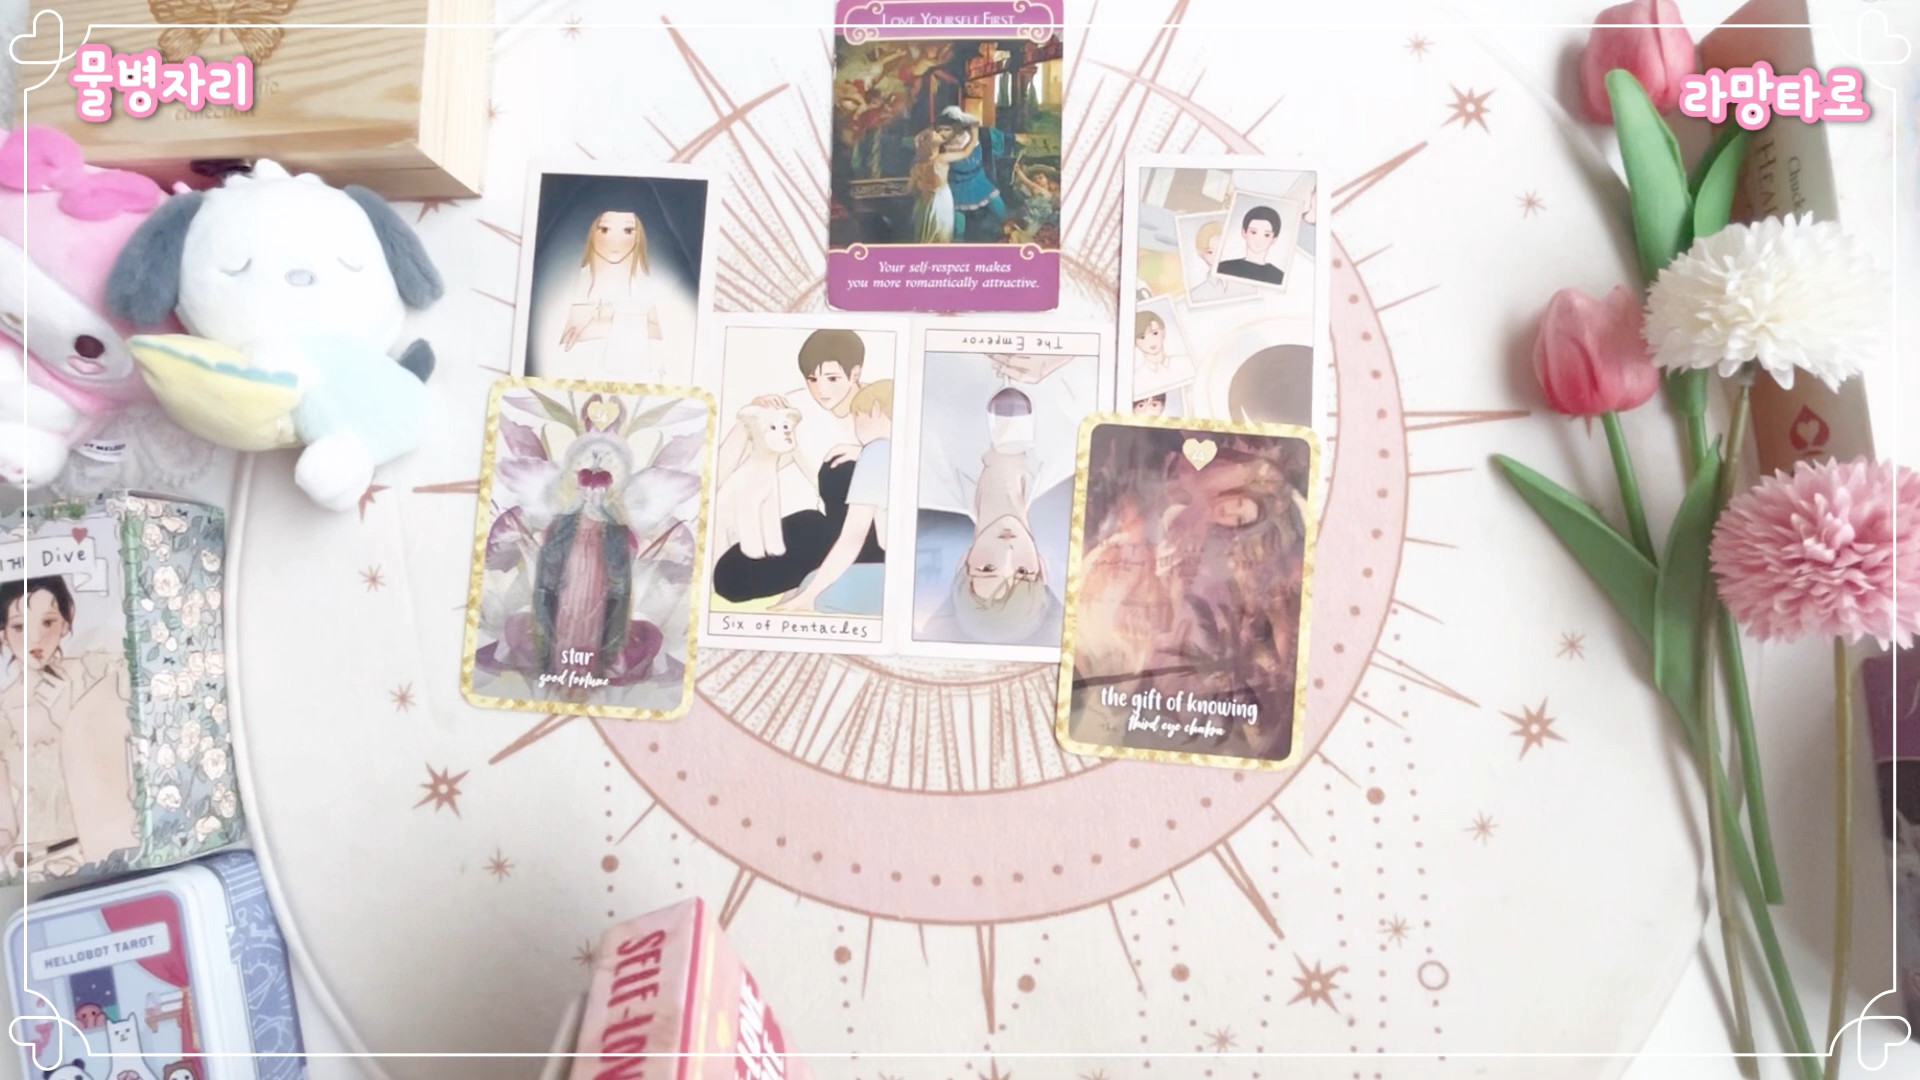 물병자리
라망타로
LOVE YOURSELF FIRST
Your self-respect makes
you more romantically attractive.
The Emperor
Six of Pentacles
star
good fortune
the gift of knowing
third eye chakra
Dive
HELLOBOT TAROT
collection
SELF-LOV